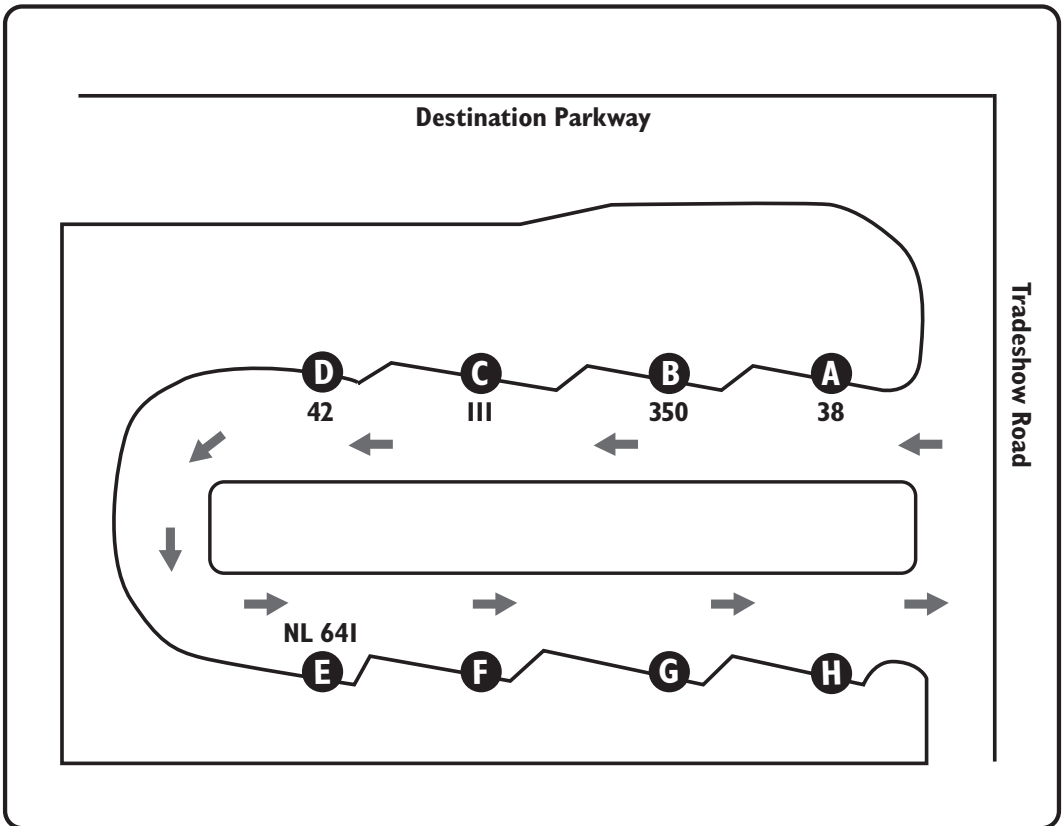 Destination Parkway
Tradeshow Road
D
C
B
A
42
111
350
38
NL 641
E
F
G
H